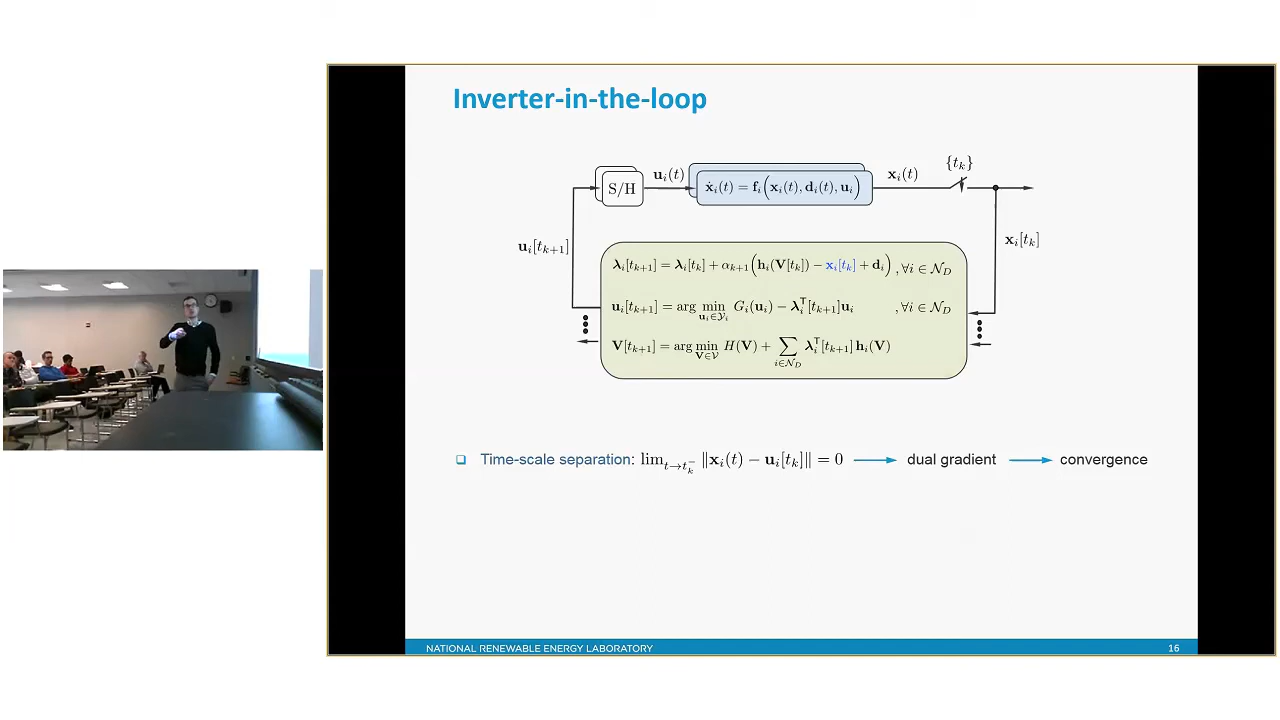 Inverter-in-the-loop
{t_k}
S/H
u_i(t)
ẋ_i(t) = f_i(x_i(t), d_i(t), u_i)
x_i(t)
u_i[t_{k+1}]
x_i[t_k]
λ_i[t_{k+1}] = λ_i[t_k] + α_{k+1}(h_i(V[t_k]) − x_i[t_k] + d_i) , ∀i ∈ N_D
u_i[t_{k+1}] = arg min_{u_i∈Y_i} G_i(u_i) − λ_i^T[t_{k+1}]u_i , ∀i ∈ N_D
V[t_{k+1}] = arg min_{V∈V} H(V) + ∑_{i∈N_D} λ_i^T[t_{k+1}] h_i(V)
Time-scale separation: lim_{t→t_k^−} ‖x_i(t) − u_i[t_k]‖ = 0 → dual gradient → convergence
NATIONAL RENEWABLE ENERGY LABORATORY 16